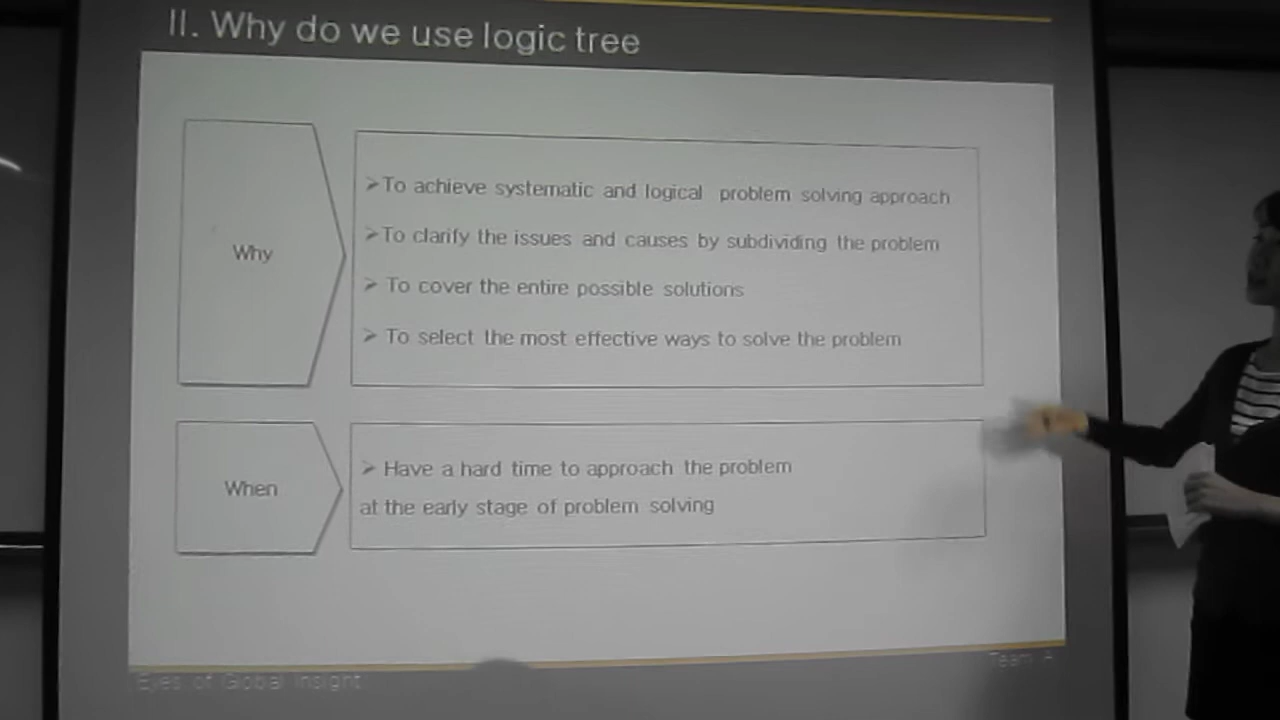 II. Why do we use logic tree
Why
➢To achieve systematic and logical problem solving approach
➢To clarify the issues and causes by subdividing the problem
➢ To cover the entire possible solutions
➢ To select the most effective ways to solve the problem
When
➢ Have a hard time to approach the problem
at the early stage of problem solving
Eyes of Global Insight
Team A